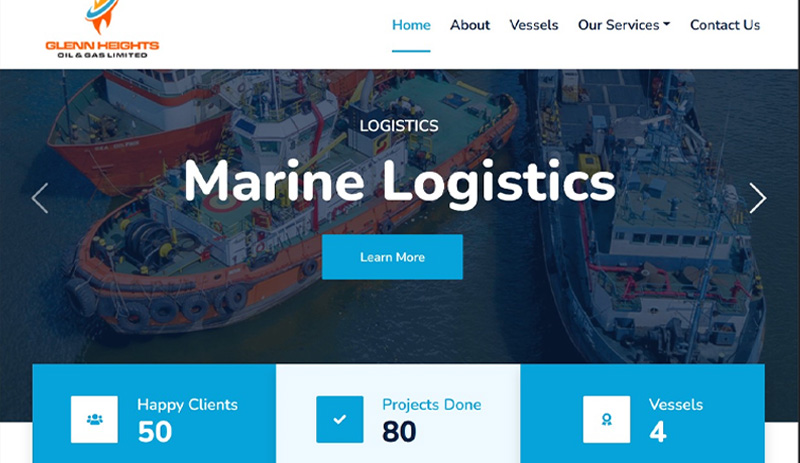 GLENN HEIGHTS
OIL & GAS LIMITED
Home About Vessels Our Services Contact Us
LOGISTICS
Marine Logistics
Learn More
Happy Clients
50
Projects Done
80
Vessels
4